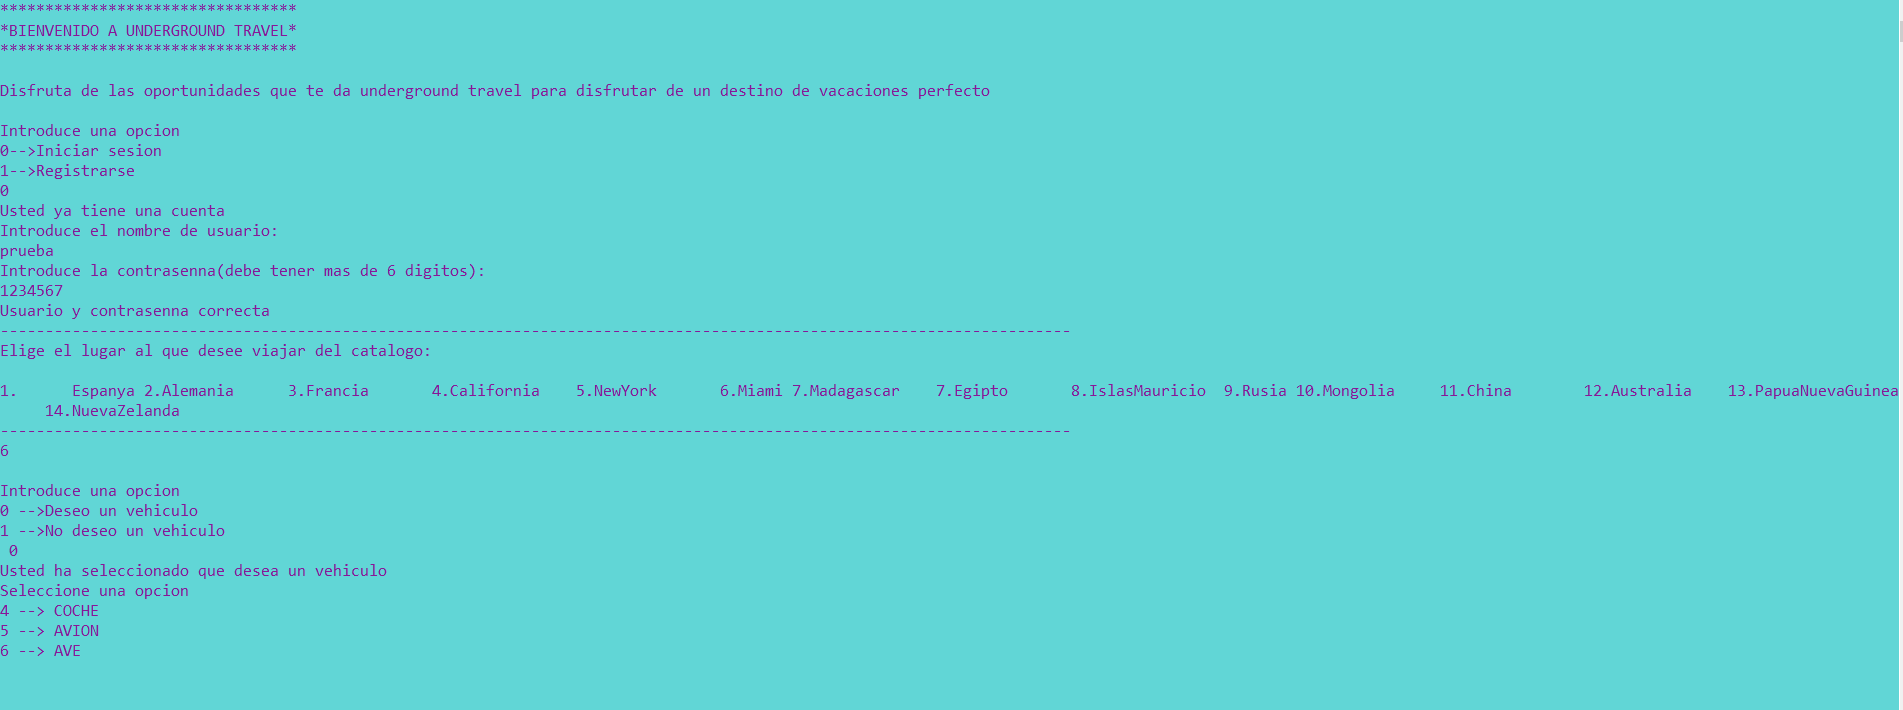 *********************************
*BIENVENIDO A UNDERGROUND TRAVEL*
*********************************
Disfruta de las oportunidades que te da underground travel para disfrutar de un destino de vacaciones perfecto
Introduce una opcion
0-->Iniciar sesion
1-->Registrarse
0
Usted ya tiene una cuenta
Introduce el nombre de usuario:
prueba
Introduce la contrasenna(debe tener mas de 6 digitos):
1234567
Usuario y contrasenna correcta
-----------------------------------------------------------------------------------------------------------------------
Elige el lugar al que desee viajar del catalogo:
1.      Espanya 2.Alemania      3.Francia       4.California    5.NewYork       6.Miami 7.Madagascar    7.Egipto       8.IslasMauricio  9.Rusia 10.Mongolia     11.China        12.Australia    13.PapuaNuevaGuinea
     14.NuevaZelanda
-----------------------------------------------------------------------------------------------------------------------
6
Introduce una opcion
0 -->Deseo un vehiculo
1 -->No deseo un vehiculo
 0
Usted ha seleccionado que desea un vehiculo
Seleccione una opcion
4 --> COCHE
5 --> AVION
6 --> AVE